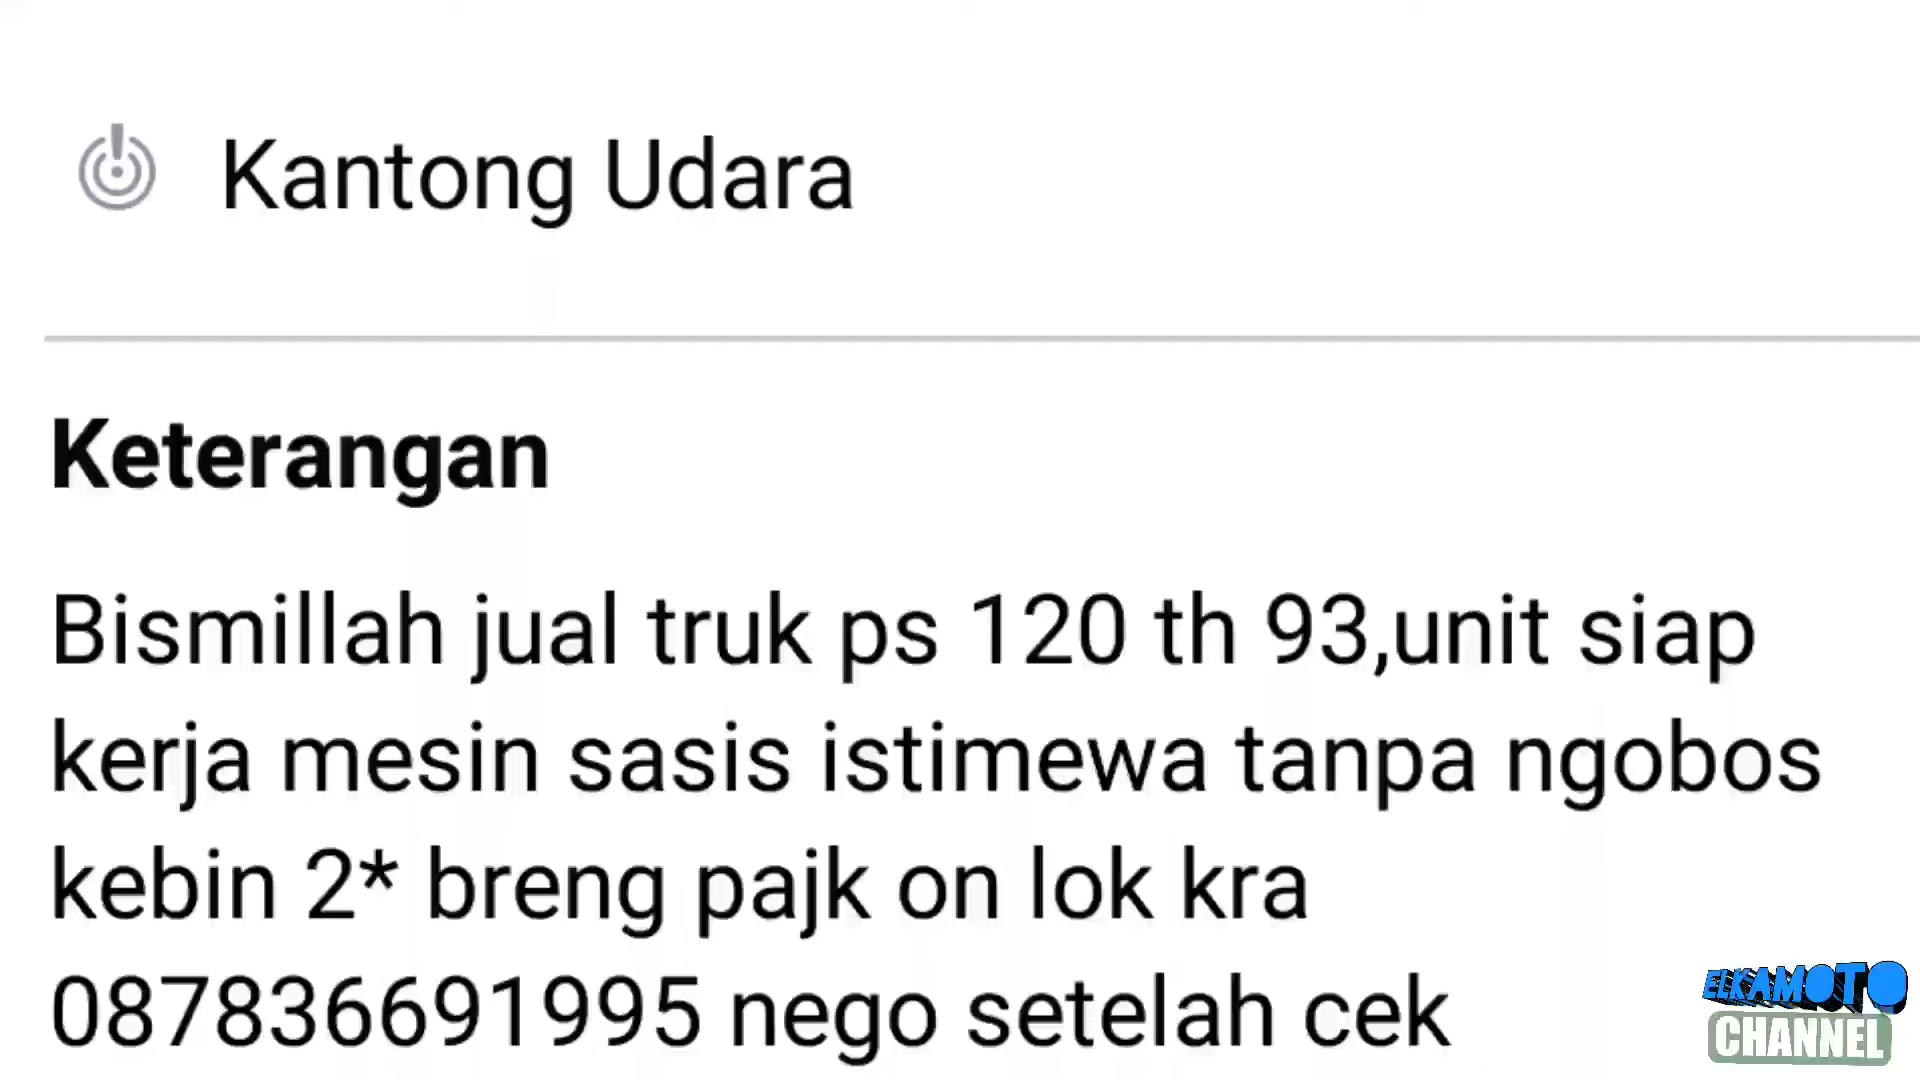 Kantong Udara
Keterangan
Bismillah jual truk ps 120 th 93,unit siap
kerja mesin sasis istimewa tanpa ngobos
kebin 2* breng pajk on lok kra
087836691995 nego setelah cek
ELKAMOTO
CHANNEL